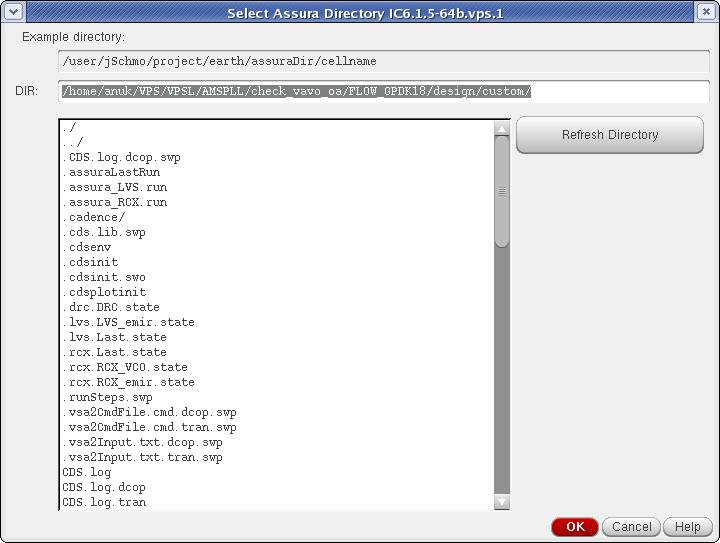 Select Assura Directory IC6.1.5-64b.vps.1
Example directory:
/user/jSchmo/project/earth/assuraDir/cellname
DIR: /home/anuk/VPS/VPSL/AMSPLL/check_vavo_oa/FLOW_GPDK18/design/custom/
./
../
.CDS.log.dcop.swp
.assuraLastRun
.assura_LVS.run
.assura_RCX.run
.cadence/
.cds.lib.swp
.cdsenv
.cdsinit
.cdsinit.swo
.cdsplotinit
.drc.DRC.state
.lvs.LVS_emir.state
.lvs.Last.state
.rcx.Last.state
.rcx.RCX_VCO.state
.rcx.RCX_emir.state
.runSteps.swp
.vsa2CmdFile.cmd.dcop.swp
.vsa2CmdFile.cmd.tran.swp
.vsa2Input.txt.dcop.swp
.vsa2Input.txt.tran.swp
CDS.log
CDS.log.dcop
CDS.log.tran
Refresh Directory
OK Cancel Help